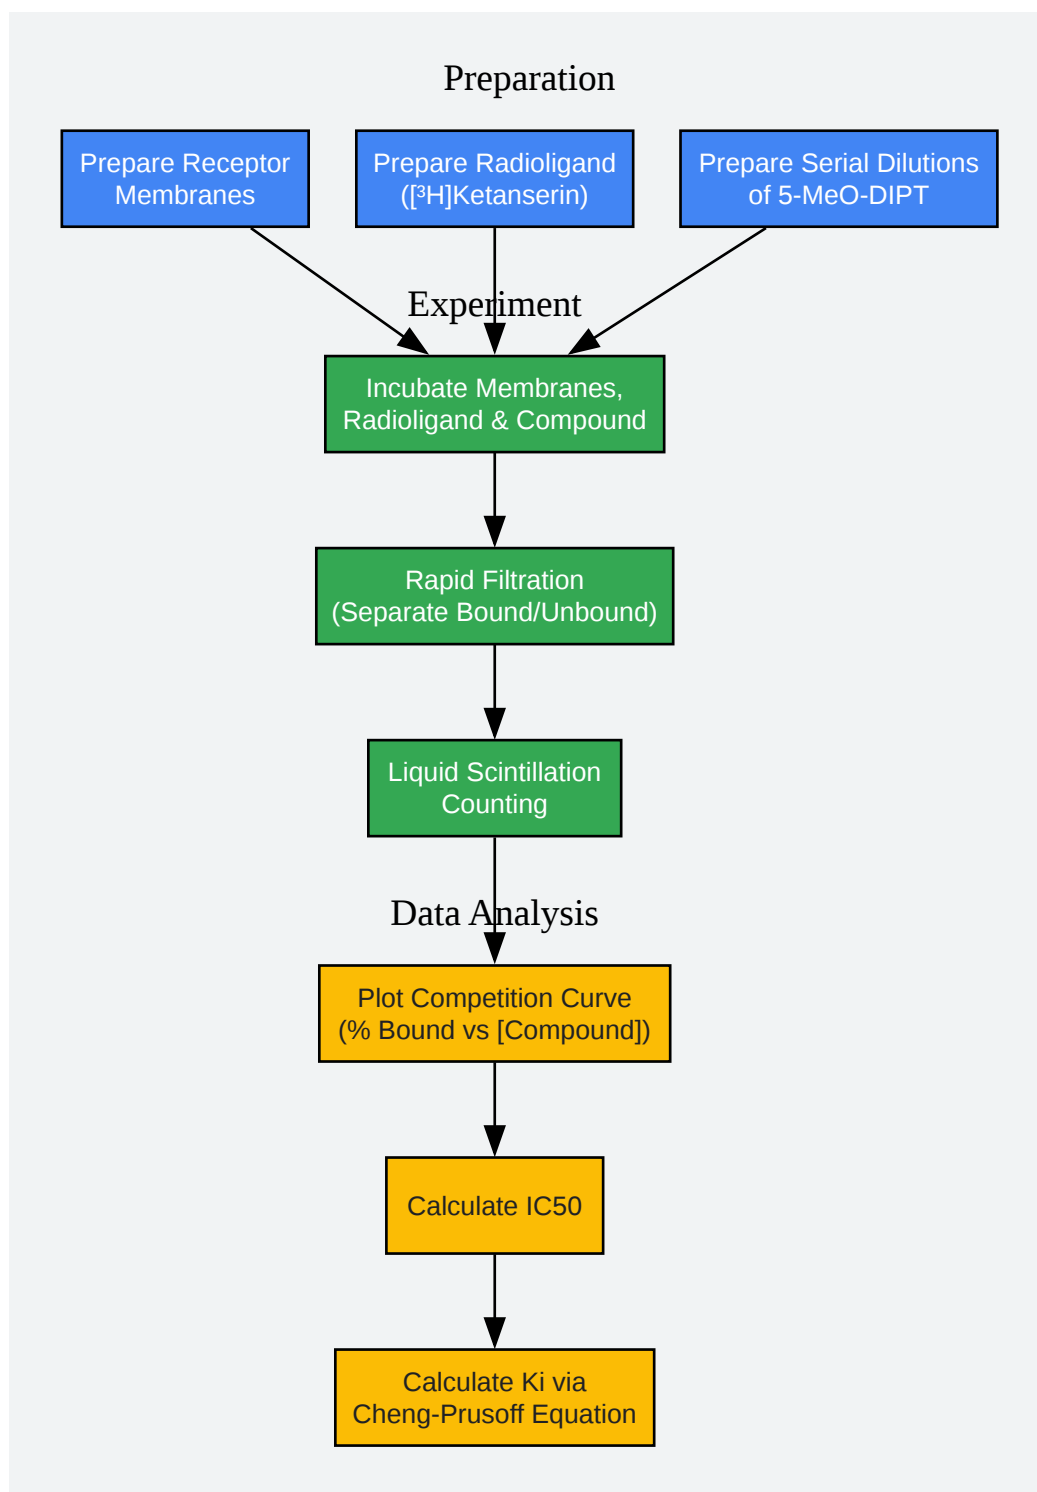 Preparation
Prepare Receptor
Membranes
Prepare Radioligand
([³H]Ketanserin)
Prepare Serial Dilutions
of 5-MeO-DIPT
Experiment
Incubate Membranes,
Radioligand & Compound
Rapid Filtration
(Separate Bound/Unbound)
Liquid Scintillation
Counting
Data Analysis
Plot Competition Curve
(% Bound vs [Compound])
Calculate IC50
Calculate Ki via
Cheng-Prusoff Equation